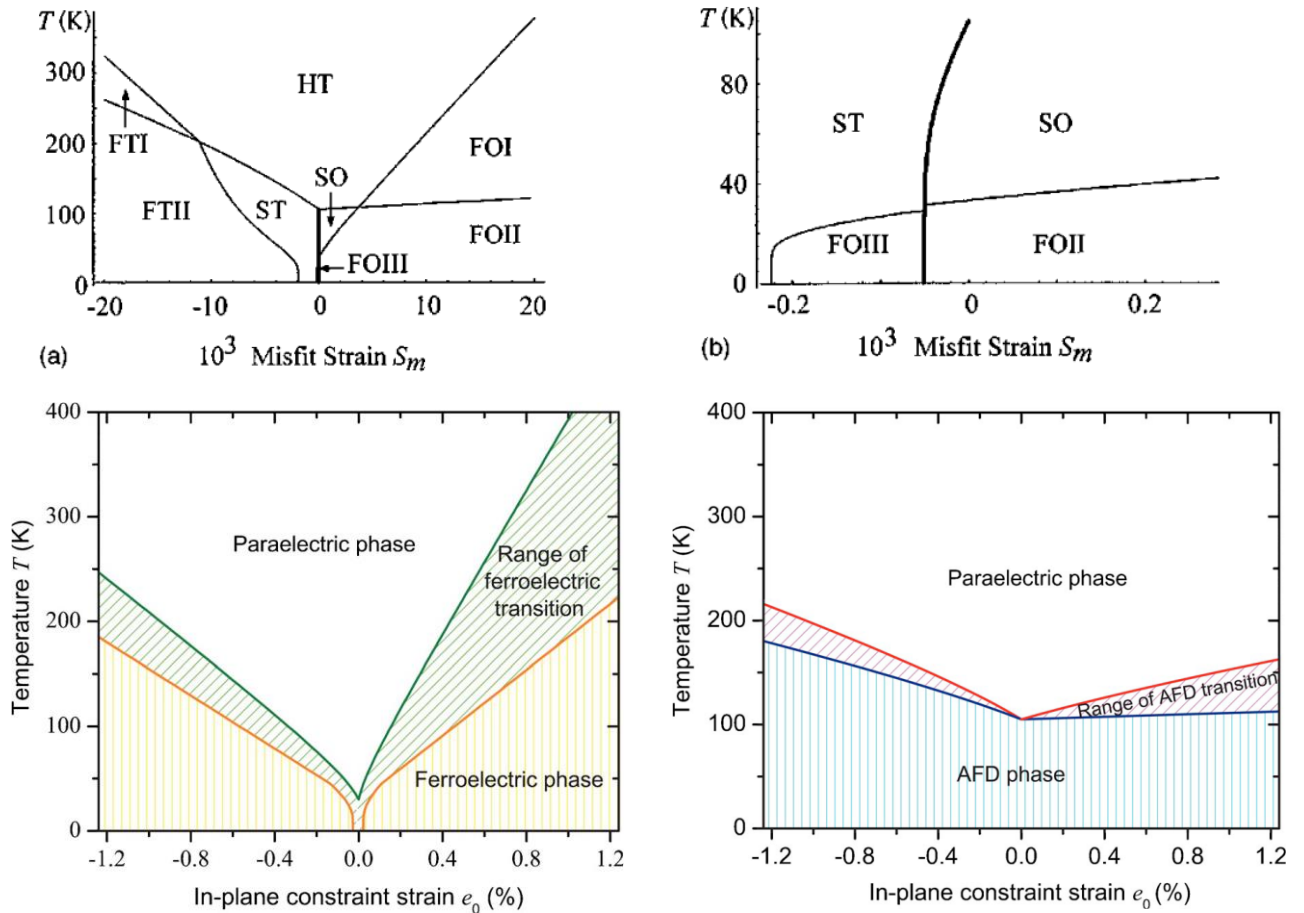 T (K)
300
200
100
0
HT
FTI
FTII
ST
SO
FOI
FOII
FOIII
-20
-10
0
10
20
(a)
10³ Misfit Strain Sm
T (K)
80
40
0
ST
SO
FOIII
FOII
-0.2
0
0.2
(b)
10³ Misfit Strain Sm
400
300
200
100
0
Temperature T (K)
Paraelectric phase
Range of
ferroelectric
transition
Ferroelectric phase
-1.2
-0.8
-0.4
0.0
0.4
0.8
1.2
In-plane constraint strain e0 (%)
400
300
200
100
0
Temperature T (K)
Paraelectric phase
Range of AFD transition
AFD phase
-1.2
-0.8
-0.4
0.0
0.4
0.8
1.2
In-plane constraint strain e0 (%)